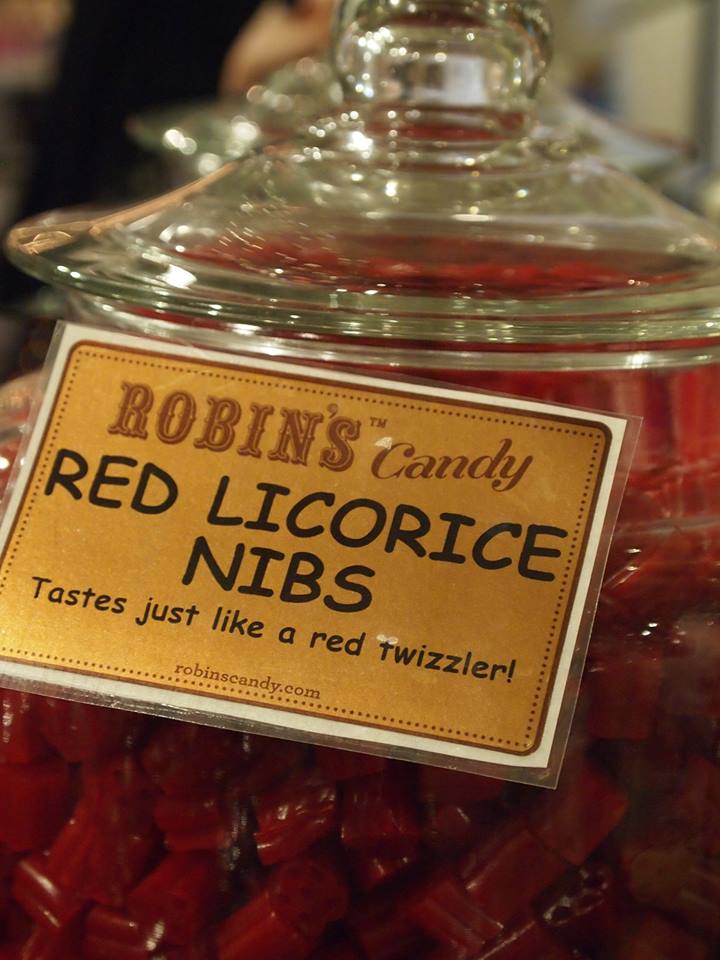 ROBIN'S™ Candy
RED LICORICE
NIBS
Tastes just like a red twizzler!
robinscandy.com